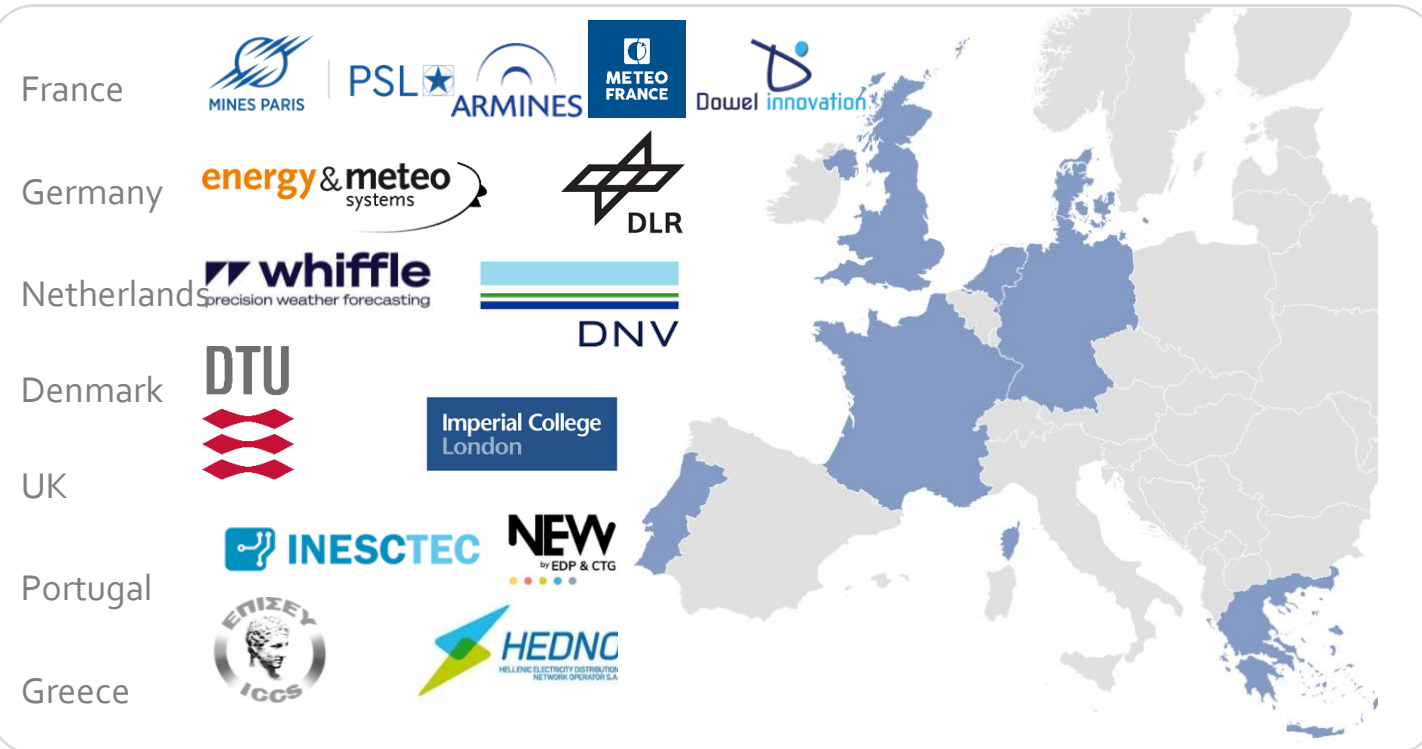 France
MINES PARIS
PSL
ARMINES
METEO
FRANCE
Dowel innovation
Germany
energy & meteo
systems
DLR
Netherlands
whiffle
precision weather forecasting
DNV
Denmark
DTU
Imperial College
London
UK
INESCTEC
NEW
by EDP & CTG
Portugal
ΕΠΙΣΕΥ
ICCS
HEDNO
HELLENIC ELECTRICITY DISTRIBUTION
NETWORK OPERATOR S.A
Greece